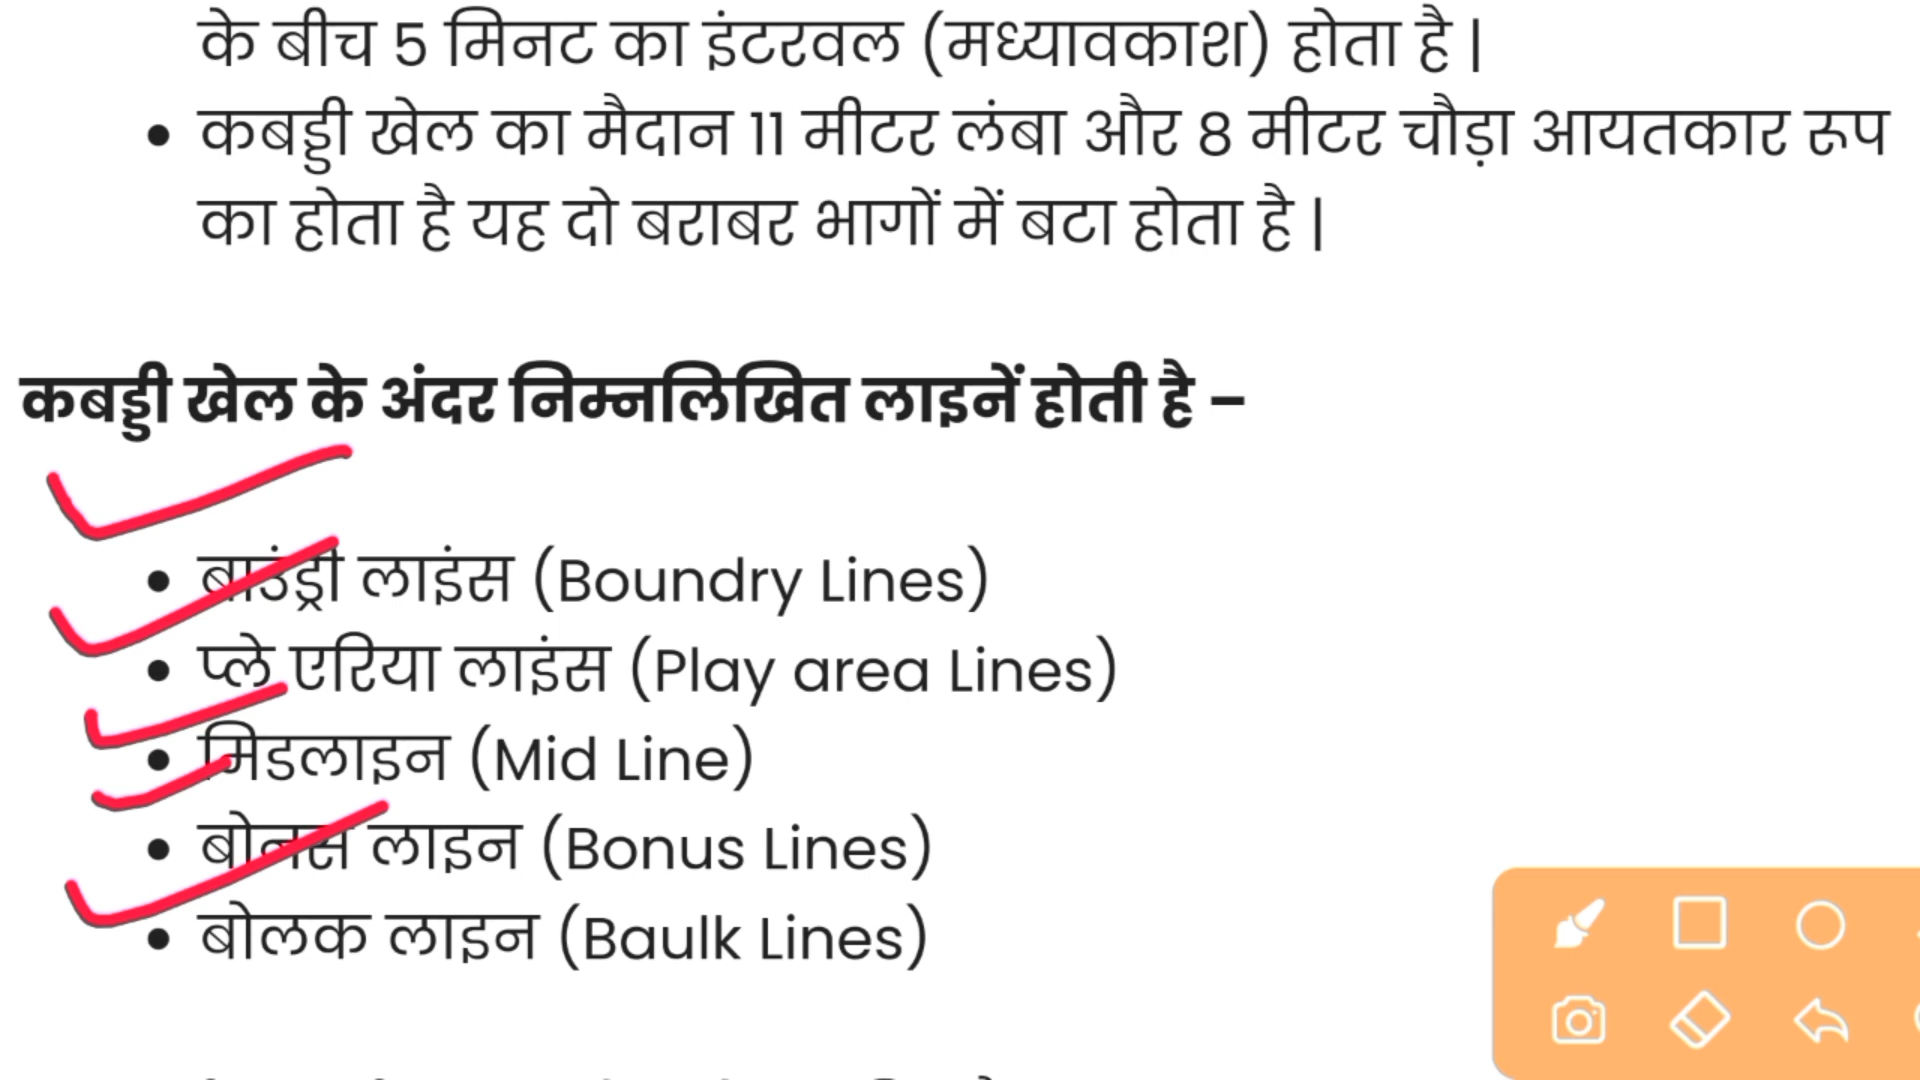 के बीच 5 मिनट का इंटरवल (मध्यावकाश) होता है |
• कबड्डी खेल का मैदान 11 मीटर लंबा और 8 मीटर चौड़ा आयतकार रूप
का होता है यह दो बराबर भागों में बटा होता है |
कबड्डी खेल के अंदर निम्नलिखित लाइनें होती है –
• बाउंड्री लाइंस (Boundry Lines)
• प्ले एरिया लाइंस (Play area Lines)
• मिडलाइन (Mid Line)
• बोनस लाइन (Bonus Lines)
• बोलक लाइन (Baulk Lines)